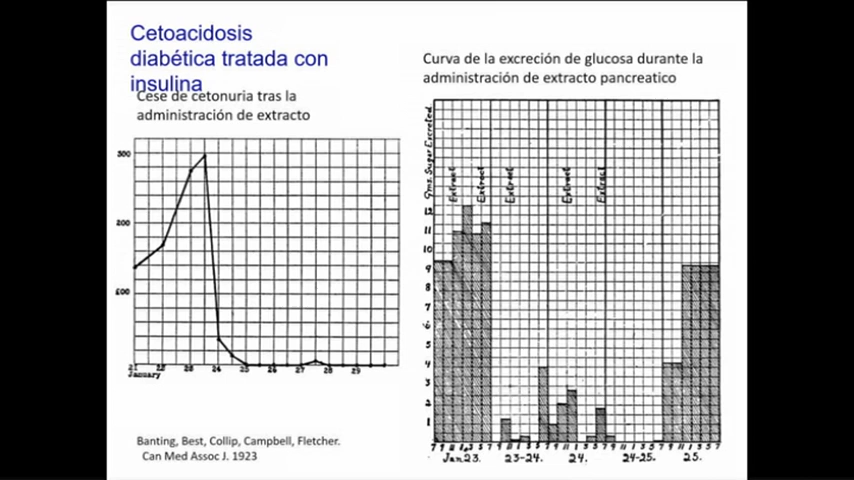 Cetoacidosis
diabética tratada con
insulina
Cese de cetonuria tras la
administración de extracto
300
200
21 22 23 24 25 26 27 28 29
January
Banting, Best, Collip, Campbell, Fletcher.
Can Med Assoc J. 1923
Curva de la excreción de glucosa durante la
administración de extracto pancreatico
Gms. Sugar Excreted.
Extract Extract Extract Extract Extract
12
11
10
9
8
7
6
5
4
3
2
1
Jan 23. 23-24. 24. 24-25. 25.